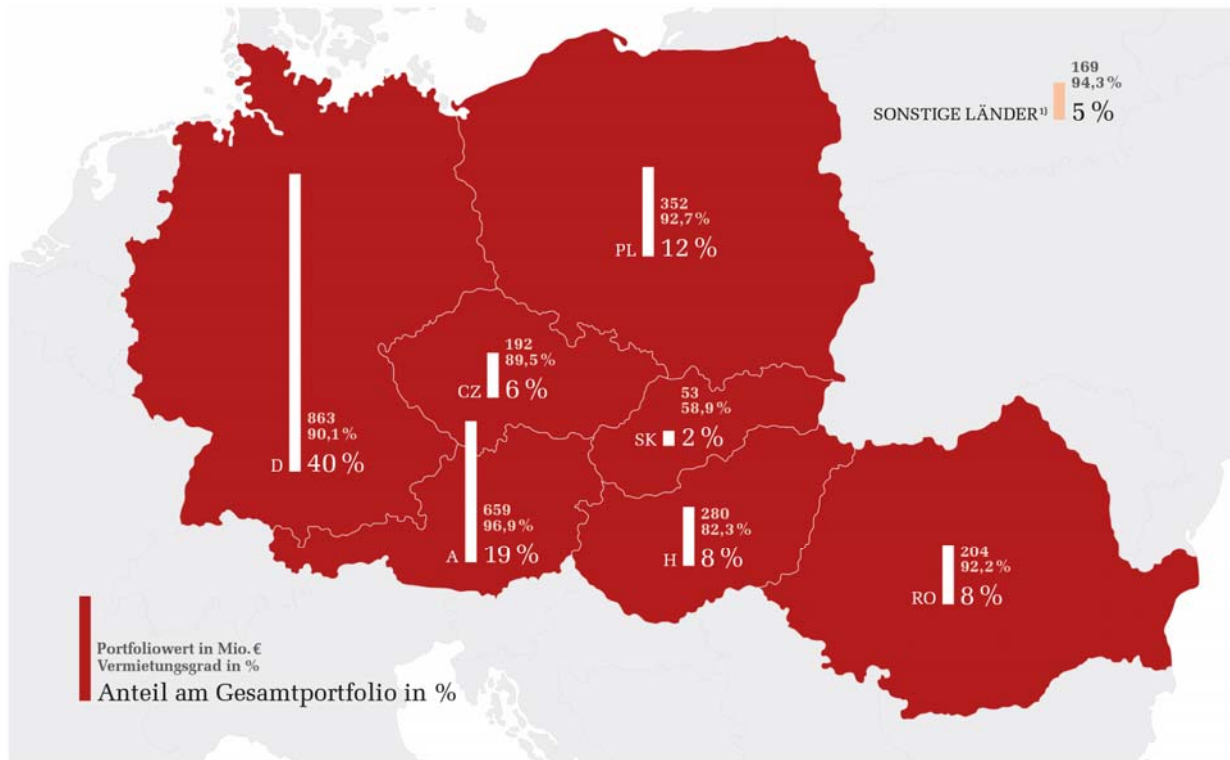 169
94,3 %
SONSTIGE LÄNDER¹⁾ 5 %
352
92,7 %
PL 12 %
192
89,5 %
CZ 6 %
53
58,9 %
SK 2 %
863
90,1 %
D 40 %
659
96,9 %
A 19 %
280
82,3 %
H 8 %
204
92,2 %
RO 8 %
Portfoliowert in Mio. €
Vermietungsgrad in %
Anteil am Gesamtportfolio in %